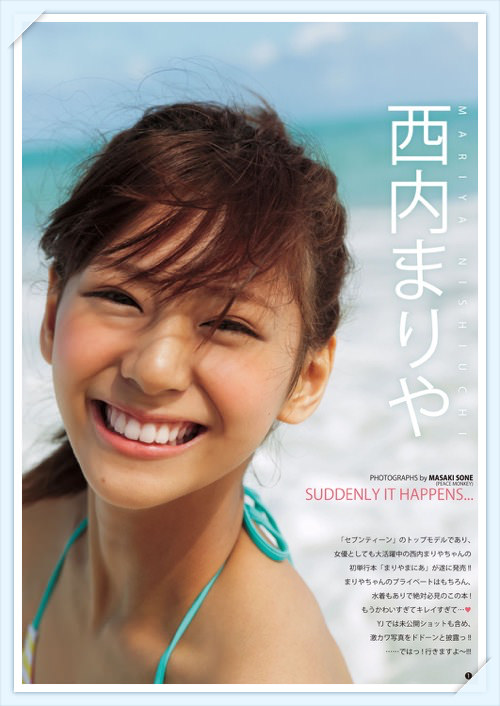 西内まりや
MARIYA NISHIUCHI
PHOTOGRAPHS by MASAKI SONE
(PEACE MONKEY)
SUDDENLY IT HAPPENS...
「セブンティーン」のトップモデルであり、
女優としても大活躍中の西内まりやちゃんの
初単行本「まりやまにあ」が遂に発売!!
まりやちゃんのプライベートはもちろん、
水着もありで絶対必見のこの本!
もうかわいすぎてキレイすぎて…♥
YJでは未公開ショットも含め、
激カワ写真をドドーンと披露っ!!
……ではっ!行きますよ〜!!!
1